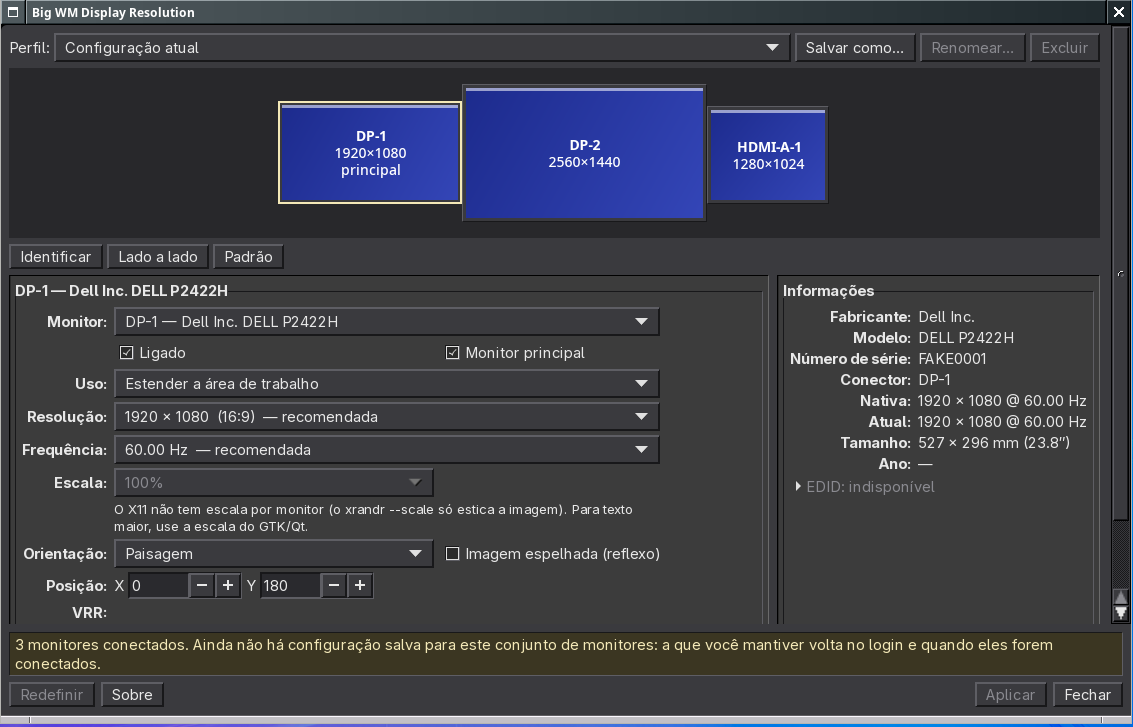 Big WM Display Resolution
Perfil: Configuração atual Salvar como... Renomear... Excluir
DP-1
1920×1080
principal
DP-2
2560×1440
HDMI-A-1
1280×1024
Identificar Lado a lado Padrão
DP-1 — Dell Inc. DELL P2422H
Monitor: DP-1 — Dell Inc. DELL P2422H
Ligado Monitor principal
Uso: Estender a área de trabalho
Resolução: 1920 × 1080 (16:9) — recomendada
Frequência: 60.00 Hz — recomendada
Escala: 100%
O X11 não tem escala por monitor (o xrandr --scale só estica a imagem). Para texto
maior, use a escala do GTK/Qt.
Orientação: Paisagem Imagem espelhada (reflexo)
Posição: X 0 − + Y 180 − +
VRR:
Informações
Fabricante: Dell Inc.
Modelo: DELL P2422H
Número de série: FAKE0001
Conector: DP-1
Nativa: 1920 × 1080 @ 60.00 Hz
Atual: 1920 × 1080 @ 60.00 Hz
Tamanho: 527 × 296 mm (23.8″)
Ano: —
EDID: indisponível
3 monitores conectados. Ainda não há configuração salva para este conjunto de monitores: a que você mantiver volta no login e quando eles forem
conectados.
Redefinir Sobre Aplicar Fechar